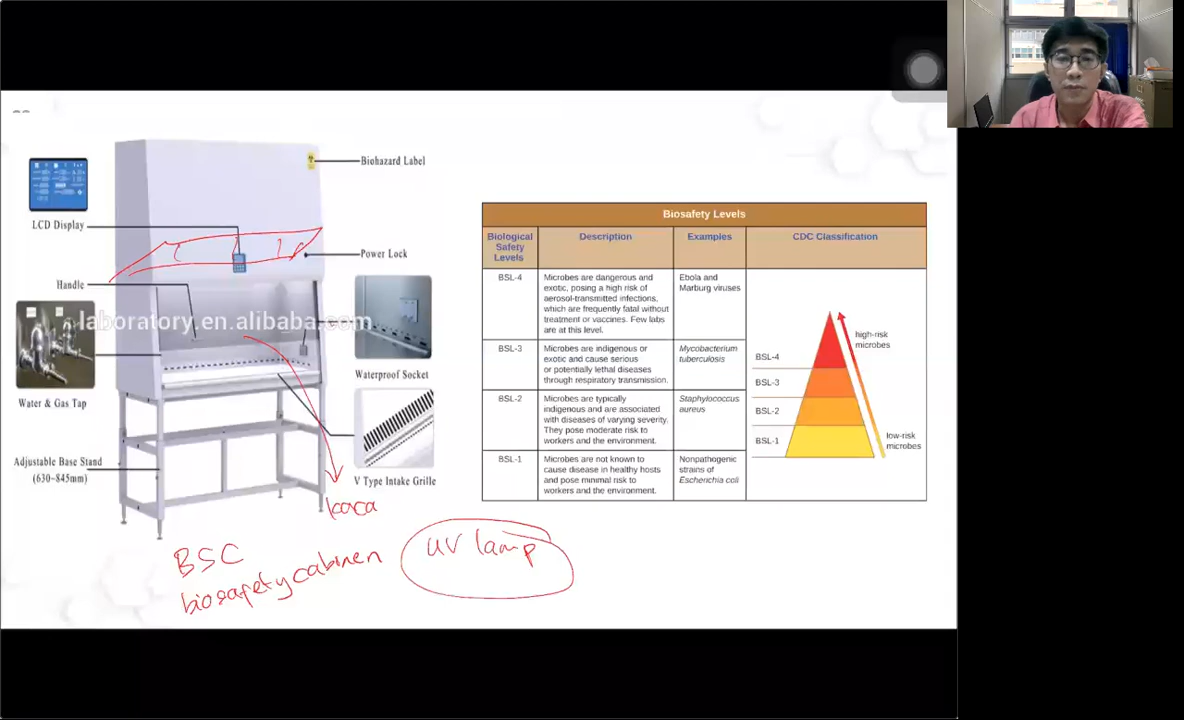 Biohazard Label
LCD Display
Power Lock
Handle
laboratory.en.alibaba.com
Waterproof Socket
Water & Gas Tap
Adjustable Base Stand
(630~845mm)
V Type Intake Grille
kaca
BSC
biosafety cabinen
UV lamp
Biosafety Levels
Biological
Safety
Levels
Description
Examples
CDC Classification
BSL-4
Microbes are dangerous and
exotic, posing a high risk of
aerosol-transmitted infections,
which are frequently fatal without
treatment or vaccines. Few labs
are at this level.
Ebola and
Marburg viruses
BSL-3
Microbes are indigenous or
exotic and cause serious
or potentially lethal diseases
through respiratory transmission.
Mycobacterium
tuberculosis
BSL-2
Microbes are typically
indigenous and are associated
with diseases of varying severity.
They pose moderate risk to
workers and the environment.
Staphylococcus
aureus
BSL-1
Microbes are not known to
cause disease in healthy hosts
and pose minimal risk to
workers and the environment.
Nonpathogenic
strains of
Escherichia coli
high-risk
microbes
BSL-4
BSL-3
BSL-2
BSL-1
low-risk
microbes